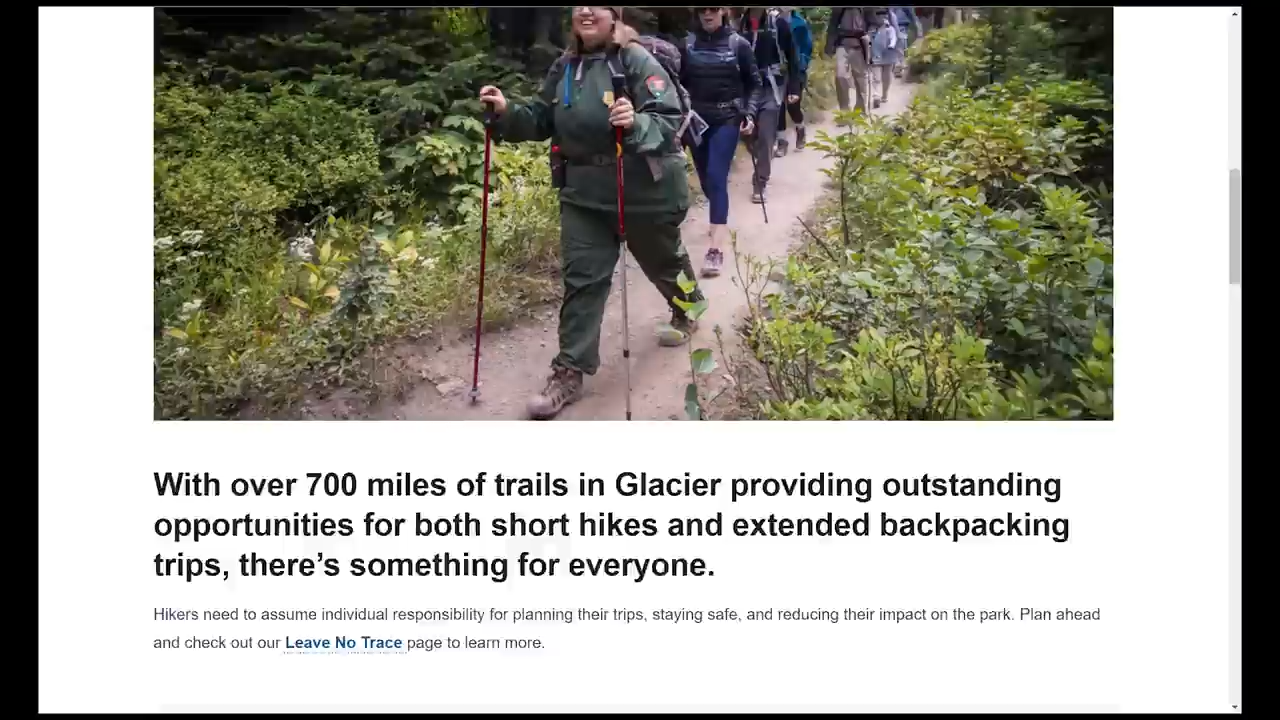 With over 700 miles of trails in Glacier providing outstanding
opportunities for both short hikes and extended backpacking
trips, there’s something for everyone.
Hikers need to assume individual responsibility for planning their trips, staying safe, and reducing their impact on the park. Plan ahead
and check out our Leave No Trace page to learn more.